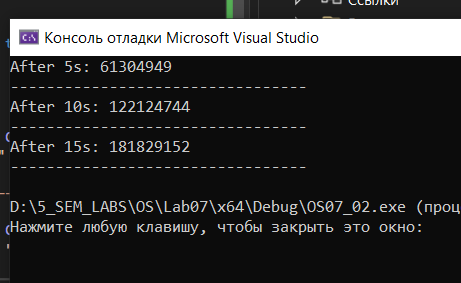 Ссылки
Консоль отладки Microsoft Visual Studio
After 5s: 61304949
--------------------------------
After 10s: 122124744
--------------------------------
After 15s: 181829152
--------------------------------
D:\5_SEM_LABS\OS\Lab07\x64\Debug\OS07_02.exe (проц
Нажмите любую клавишу, чтобы закрыть это окно: